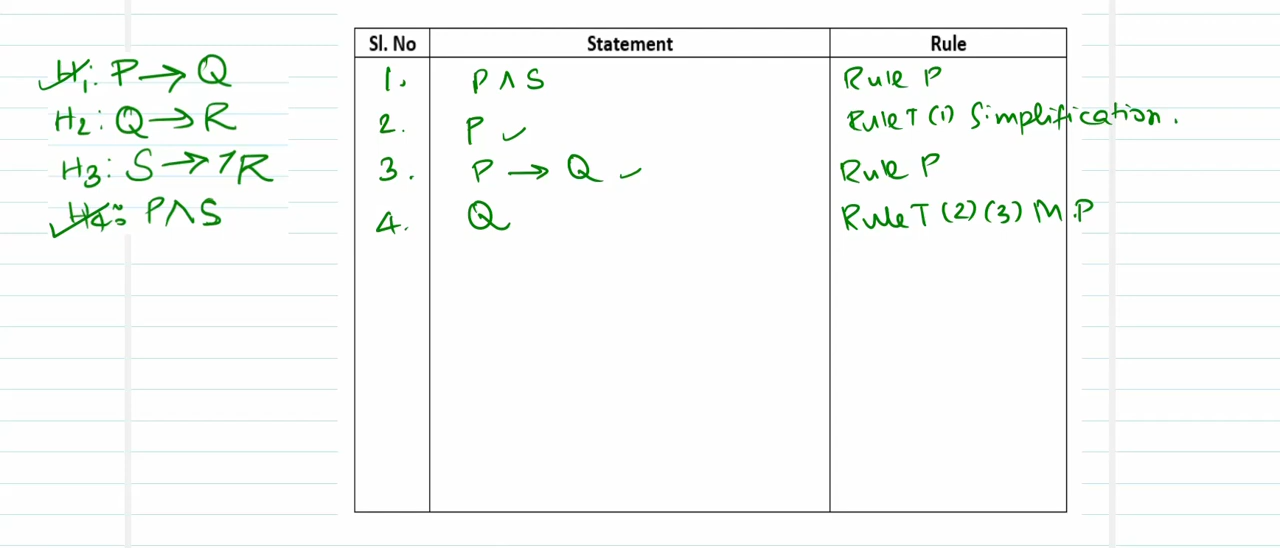 H₁: P → Q
H₂: Q → R
H₃: S → ¬R
H₄: P ∧ S
Sl. No Statement Rule
1. P ∧ S Rule P
2. P ✓ Rule T (1) Simplification.
3. P → Q ✓ Rule P
4. Q Rule T (2) (3) M.P